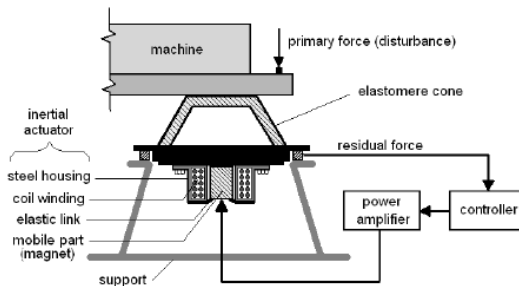 machine
primary force (disturbance)
elastomere cone
inertial
actuator
residual force
steel housing
coil winding
elastic link
mobile part
(magnet)
support
power
amplifier
controller